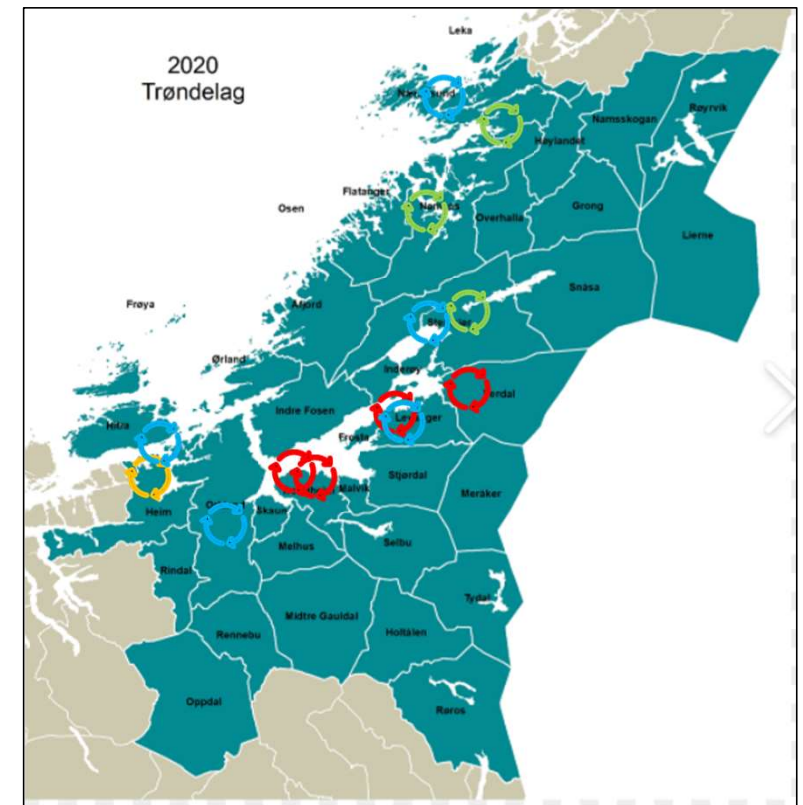 2020
Trøndelag
Leka
Røyrvik
Namsskogan
Høylandet
Flatanger
Osen
Overhalla
Grong
Lierne
Snåsa
Frøya
Åfjord
Ørland
Inderøy
Indre Fosen
Hitra
Frosta
Stjørdal
Malvik
Meråker
Heim
Skaun
Melhus
Selbu
Rindal
Tydal
Midtre Gauldal
Holtålen
Rennebu
Oppdal
Røros